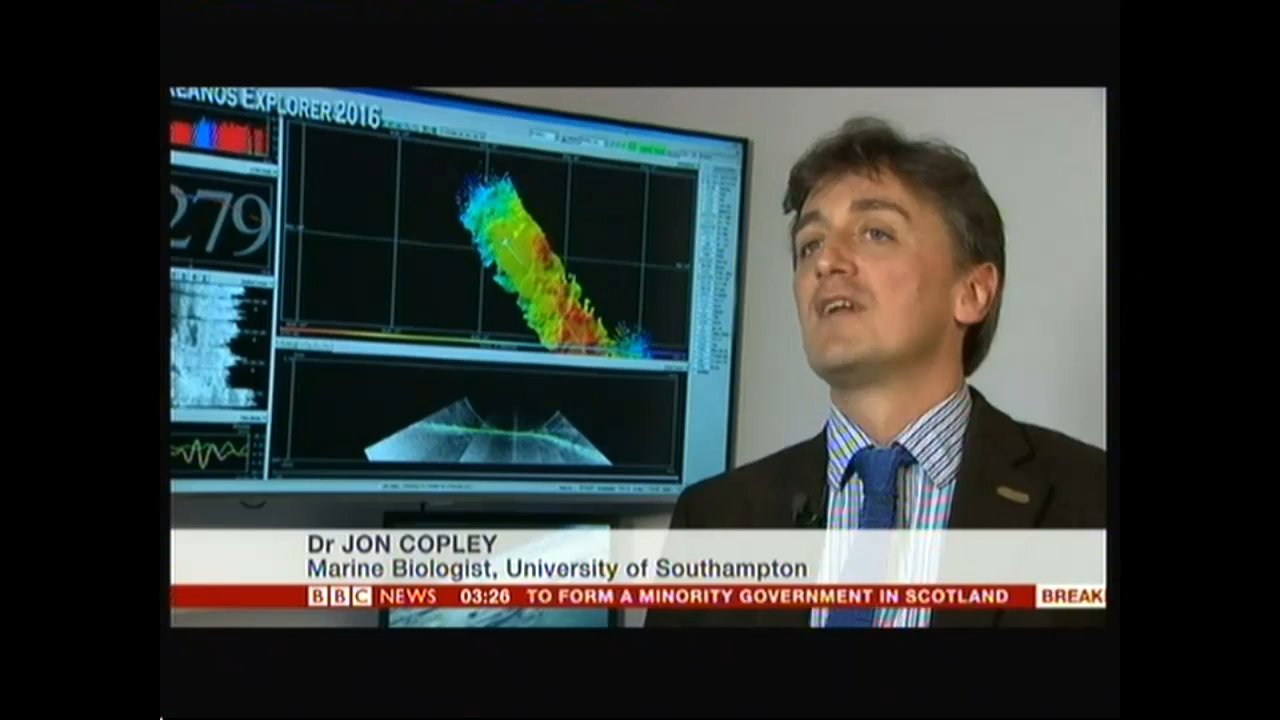 EANOS EXPLORER 2016
279
Dr JON COPLEY
Marine Biologist, University of Southampton
BBC NEWS 03:26 TO FORM A MINORITY GOVERNMENT IN SCOTLAND BREAK